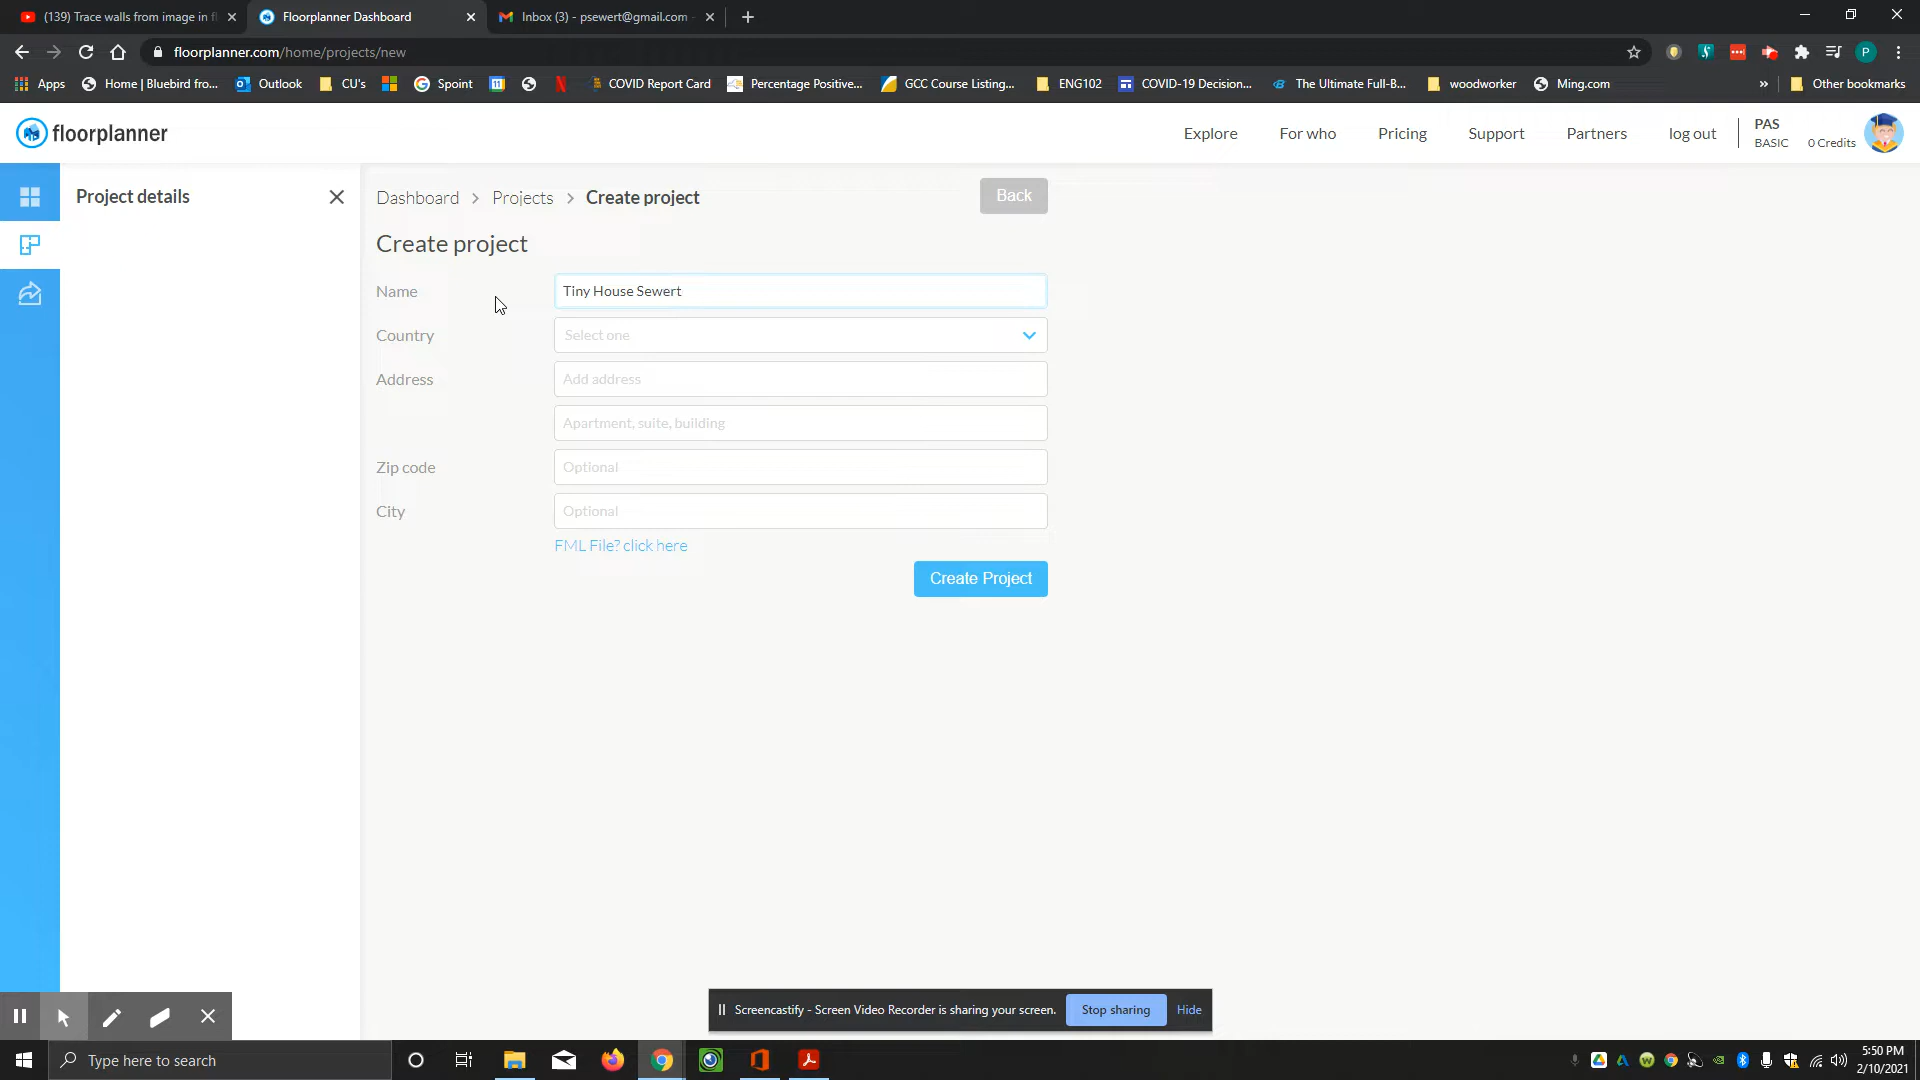 (139) Trace walls from image in f
Floorplanner Dashboard
Inbox (3) - psewert@gmail.com -
floorplanner.com/home/projects/new
Apps
Home | Bluebird fro...
Outlook
CU's
Spoint
COVID Report Card
Percentage Positive...
GCC Course Listing...
ENG102
COVID-19 Decision...
The Ultimate Full-B...
woodworker
Ming.com
»
Other bookmarks
floorplanner
Explore
For who
Pricing
Support
Partners
log out
PAS
BASIC
0 Credits
Project details
Dashboard > Projects > Create project
Back
Create project
Name
Tiny House Sewert
Country
Select one
Address
Add address
Apartment, suite, building
Zip code
Optional
City
Optional
FML File? click here
Create Project
Screencastify - Screen Video Recorder is sharing your screen.
Stop sharing
Hide
Type here to search
5:50 PM
2/10/2021